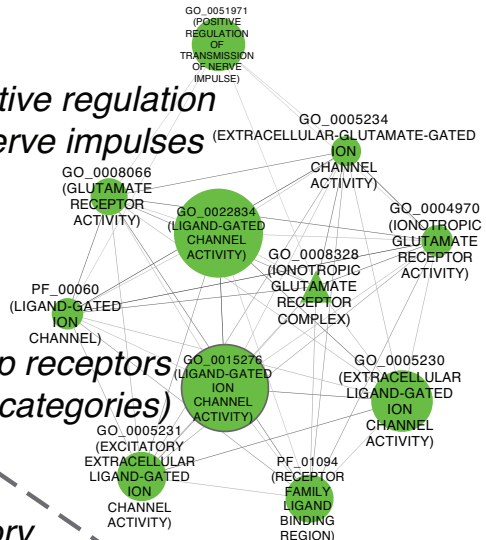 GO_0051971
(POSITIVE
REGULATION
OF
TRANSMISSION
OF NERVE
IMPULSE)
tive regulation
erve impulses
GO_0005234
(EXTRACELLULAR-GLUTAMATE-GATED
ION
CHANNEL
ACTIVITY)
GO_0008066
(GLUTAMATE
RECEPTOR
ACTIVITY)
GO_0022834
(LIGAND-GATED
CHANNEL
ACTIVITY)
GO_0004970
(IONOTROPIC
GLUTAMATE
RECEPTOR
ACTIVITY)
GO_0008328
(IONOTROPIC
GLUTAMATE
RECEPTOR
COMPLEX)
PF_00060
(LIGAND-GATED
ION
CHANNEL)
p receptors
categories)
GO_0015276
(LIGAND-GATED
ION
CHANNEL
ACTIVITY)
GO_0005230
(EXTRACELLULAR
LIGAND-GATED
ION
CHANNEL
ACTIVITY)
GO_0005231
(EXCITATORY
EXTRACELLULAR
LIGAND-GATED
ION
CHANNEL
ACTIVITY)
PF_01094
(RECEPTOR
FAMILY
LIGAND
BINDING
REGION)
ory